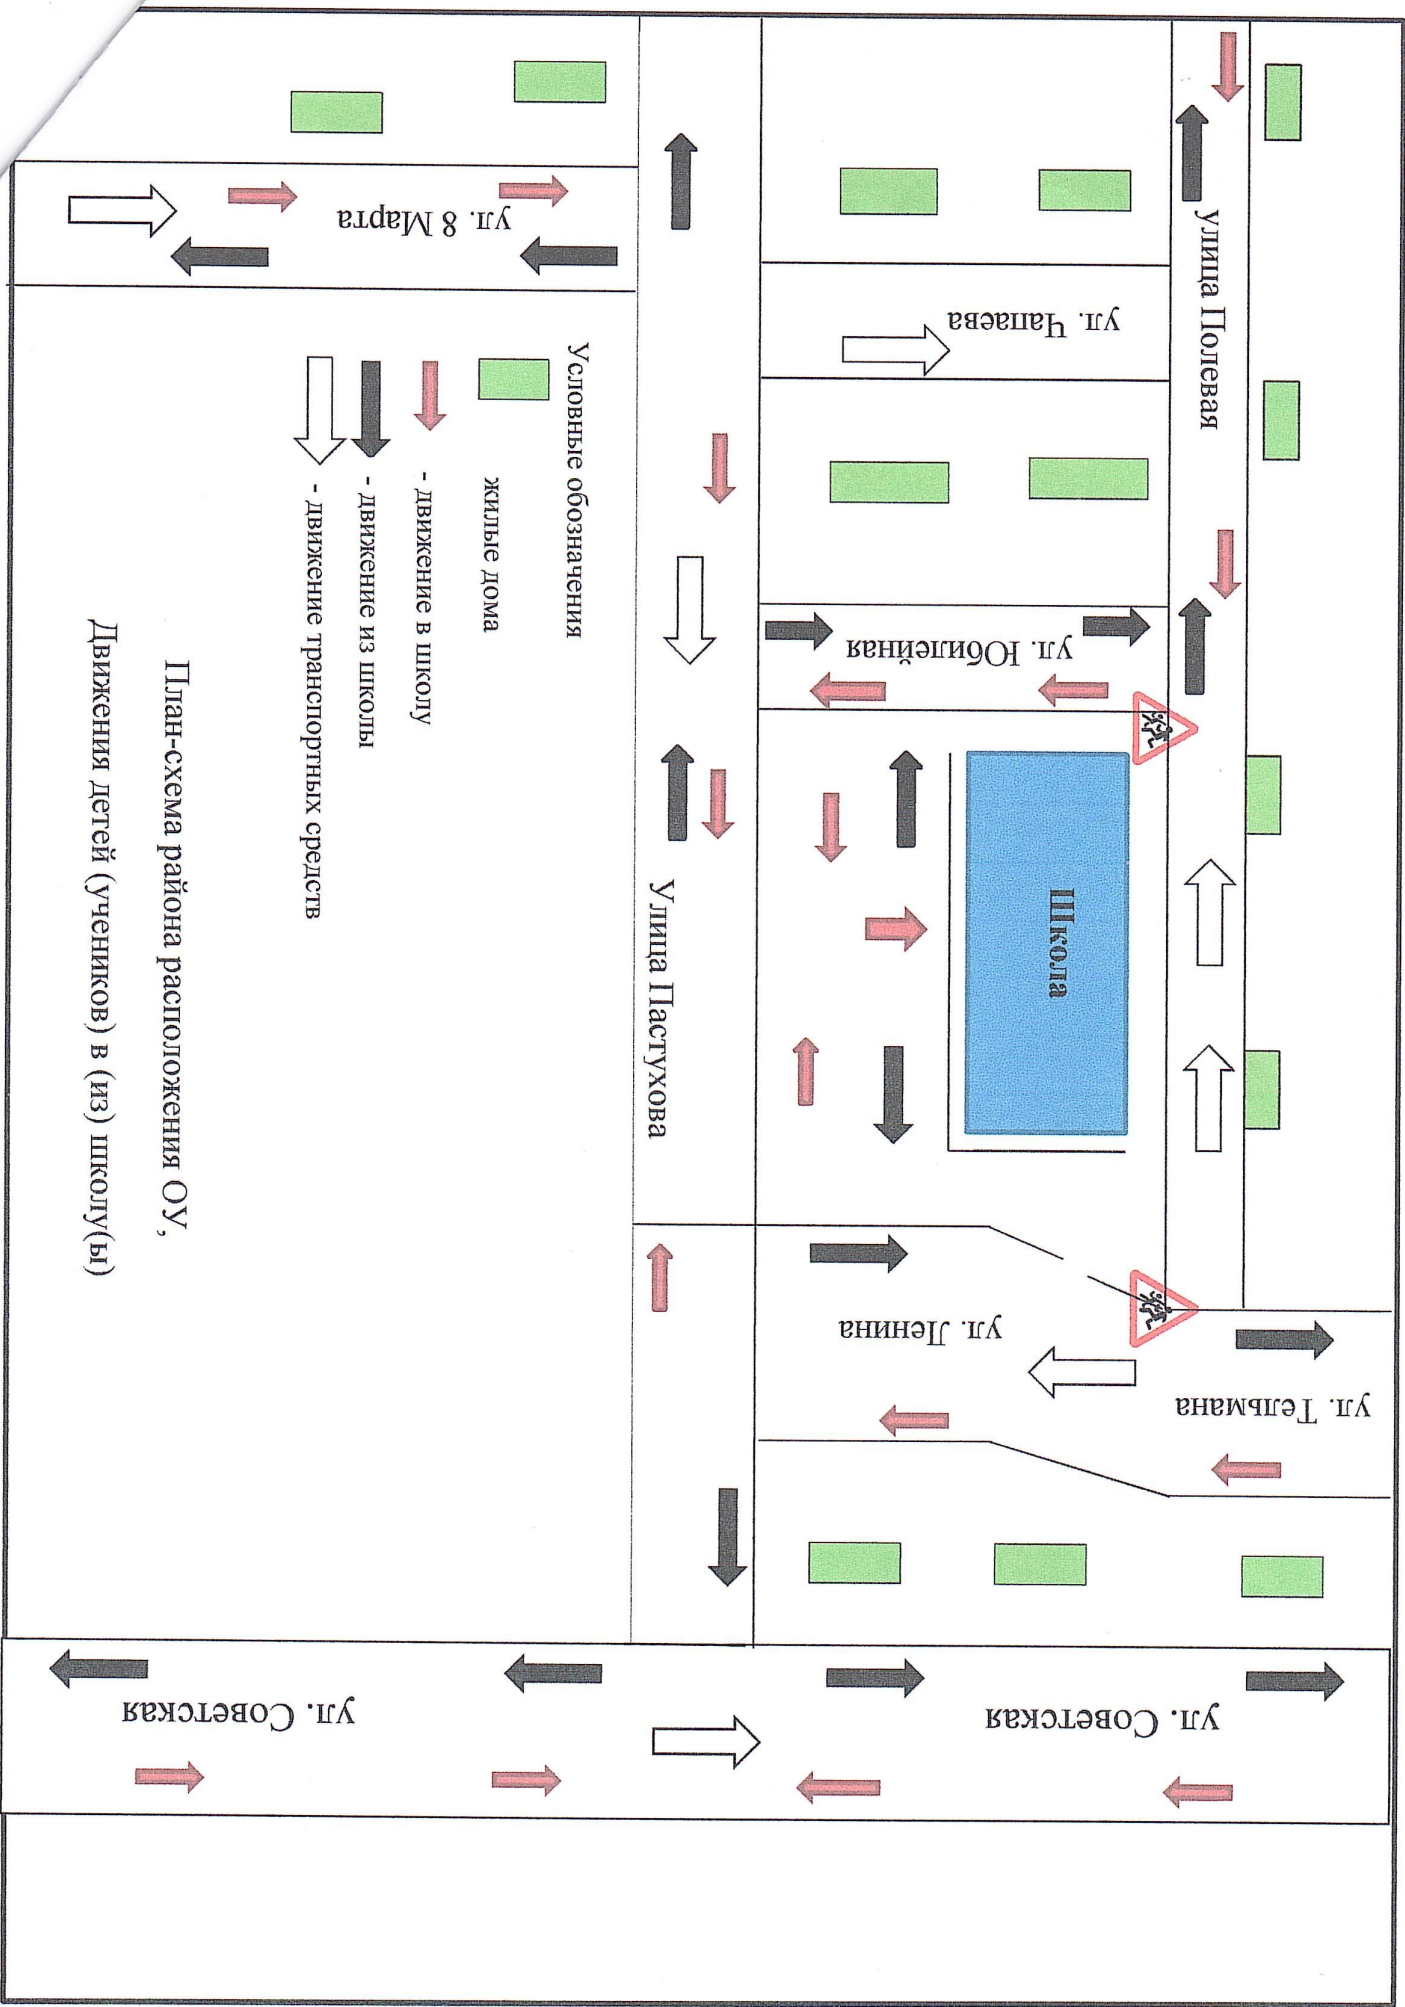 улица Полевая
ул. Тельмана
ул. Чапаева
ул. Юбилейная
Школа
ул. Ленина
ул. Советская
Улица Пастухова
ул. 8 Марта
ул. Советская
Условные обозначения
жилые дома
- движение в школу
- движение из школы
- движение транспортных средств
План-схема района расположения ОУ,
Движения детей (учеников) в (из) школу(ы)